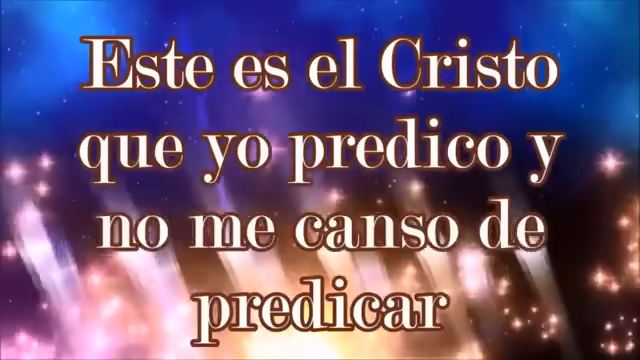 Este es el Cristo
que yo predico y
no me canso de
predicar